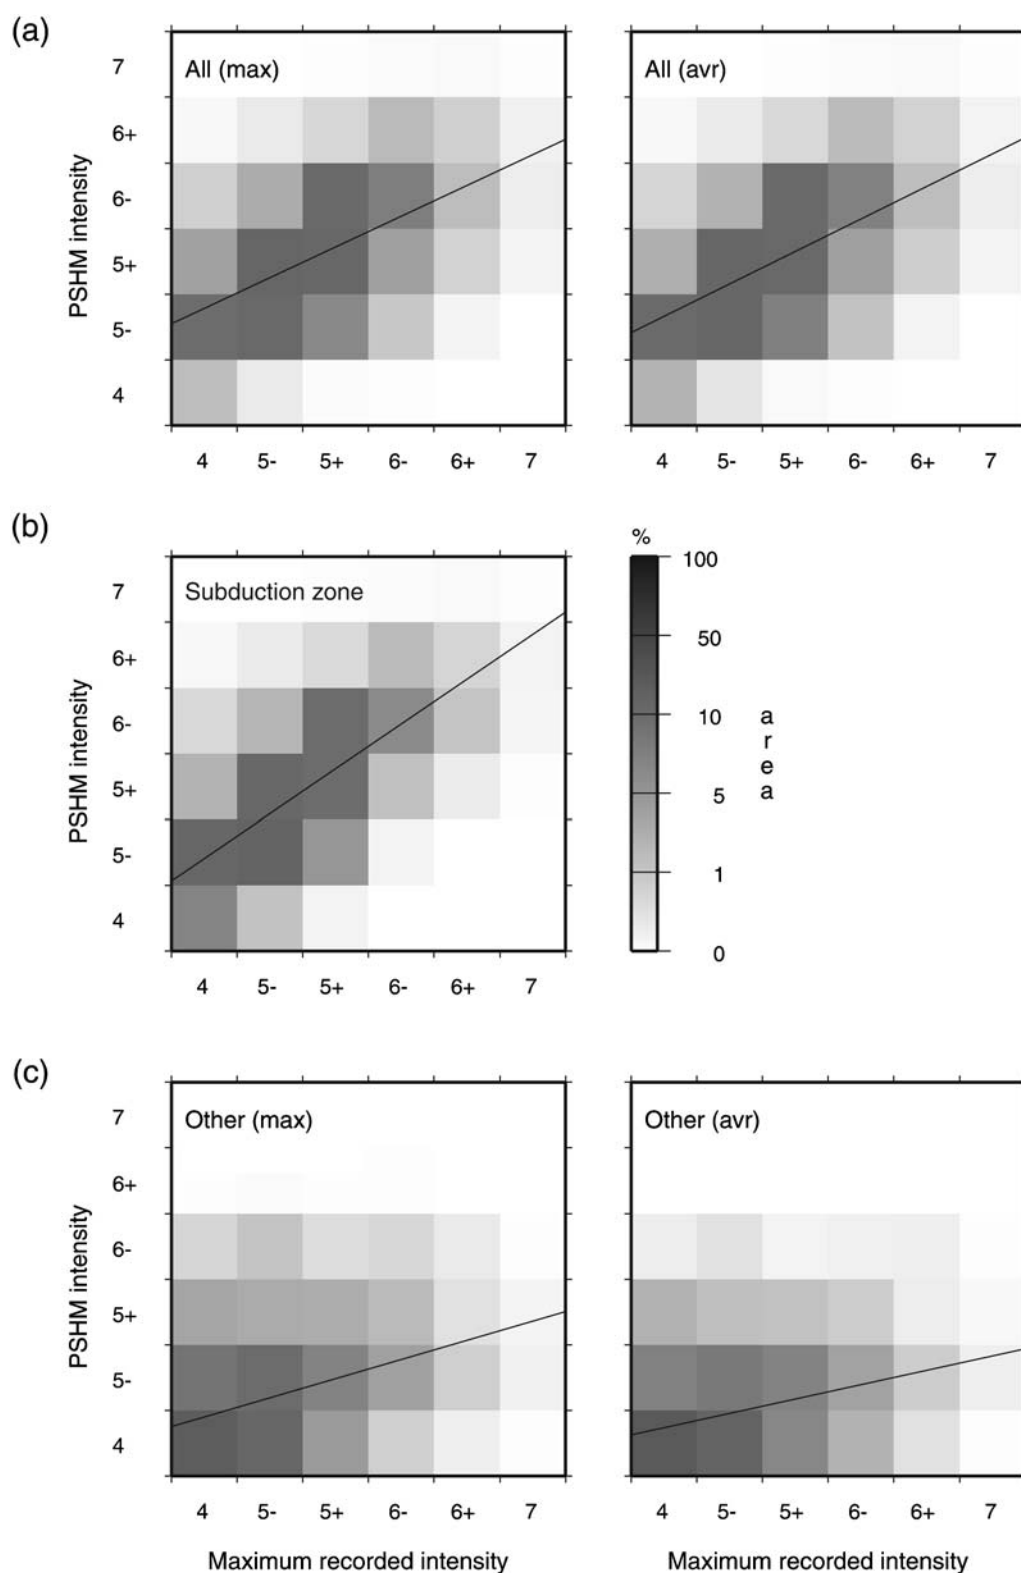 (a)
All (max)
All (avr)
PSHM intensity
7
6+
6-
5+
5-
4
4 5- 5+ 6- 6+ 7
4 5- 5+ 6- 6+ 7
(b)
Subduction zone
PSHM intensity
7
6+
6-
5+
5-
4
4 5- 5+ 6- 6+ 7
%
100
50
10
5
1
0
area
(c)
Other (max)
Other (avr)
PSHM intensity
7
6+
6-
5+
5-
4
4 5- 5+ 6- 6+ 7
4 5- 5+ 6- 6+ 7
Maximum recorded intensity
Maximum recorded intensity